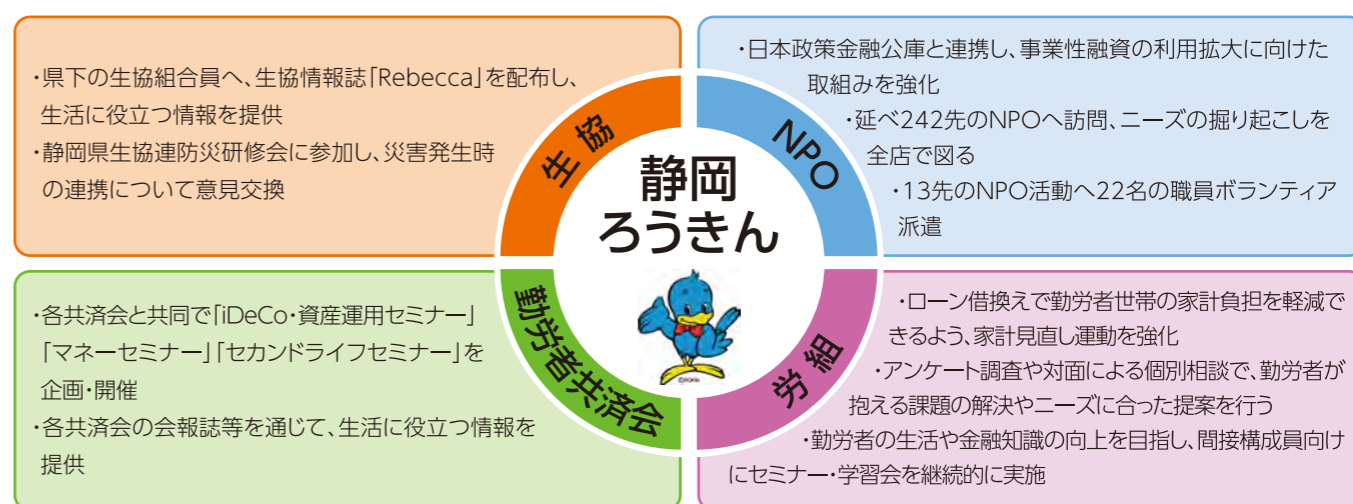 ・県下の生協組合員へ、生協情報誌「Rebecca」を配布し、
生活に役立つ情報を提供
・静岡県生協連防災研修会に参加し、災害発生時
の連携について意見交換
生協
・日本政策金融公庫と連携し、事業性融資の利用拡大に向けた
取組みを強化
・延べ242先のNPOへ訪問、ニーズの掘り起こしを
全店で図る
・13先のNPO活動へ22名の職員ボランティア
派遣
NPO
静岡
ろうきん
・各共済会と共同で「iDeCo・資産運用セミナー」
「マネーセミナー」「セカンドライフセミナー」を
企画・開催
・各共済会の会報誌等を通じて、生活に役立つ情報を
提供
勤労者共済会
・ローン借換えで勤労者世帯の家計負担を軽減で
きるよう、家計見直し運動を強化
・アンケート調査や対面による個別相談で、勤労者が
抱える課題の解決やニーズに合った提案を行う
・勤労者の生活や金融知識の向上を目指し、間接構成員向け
にセミナー・学習会を継続的に実施
労組